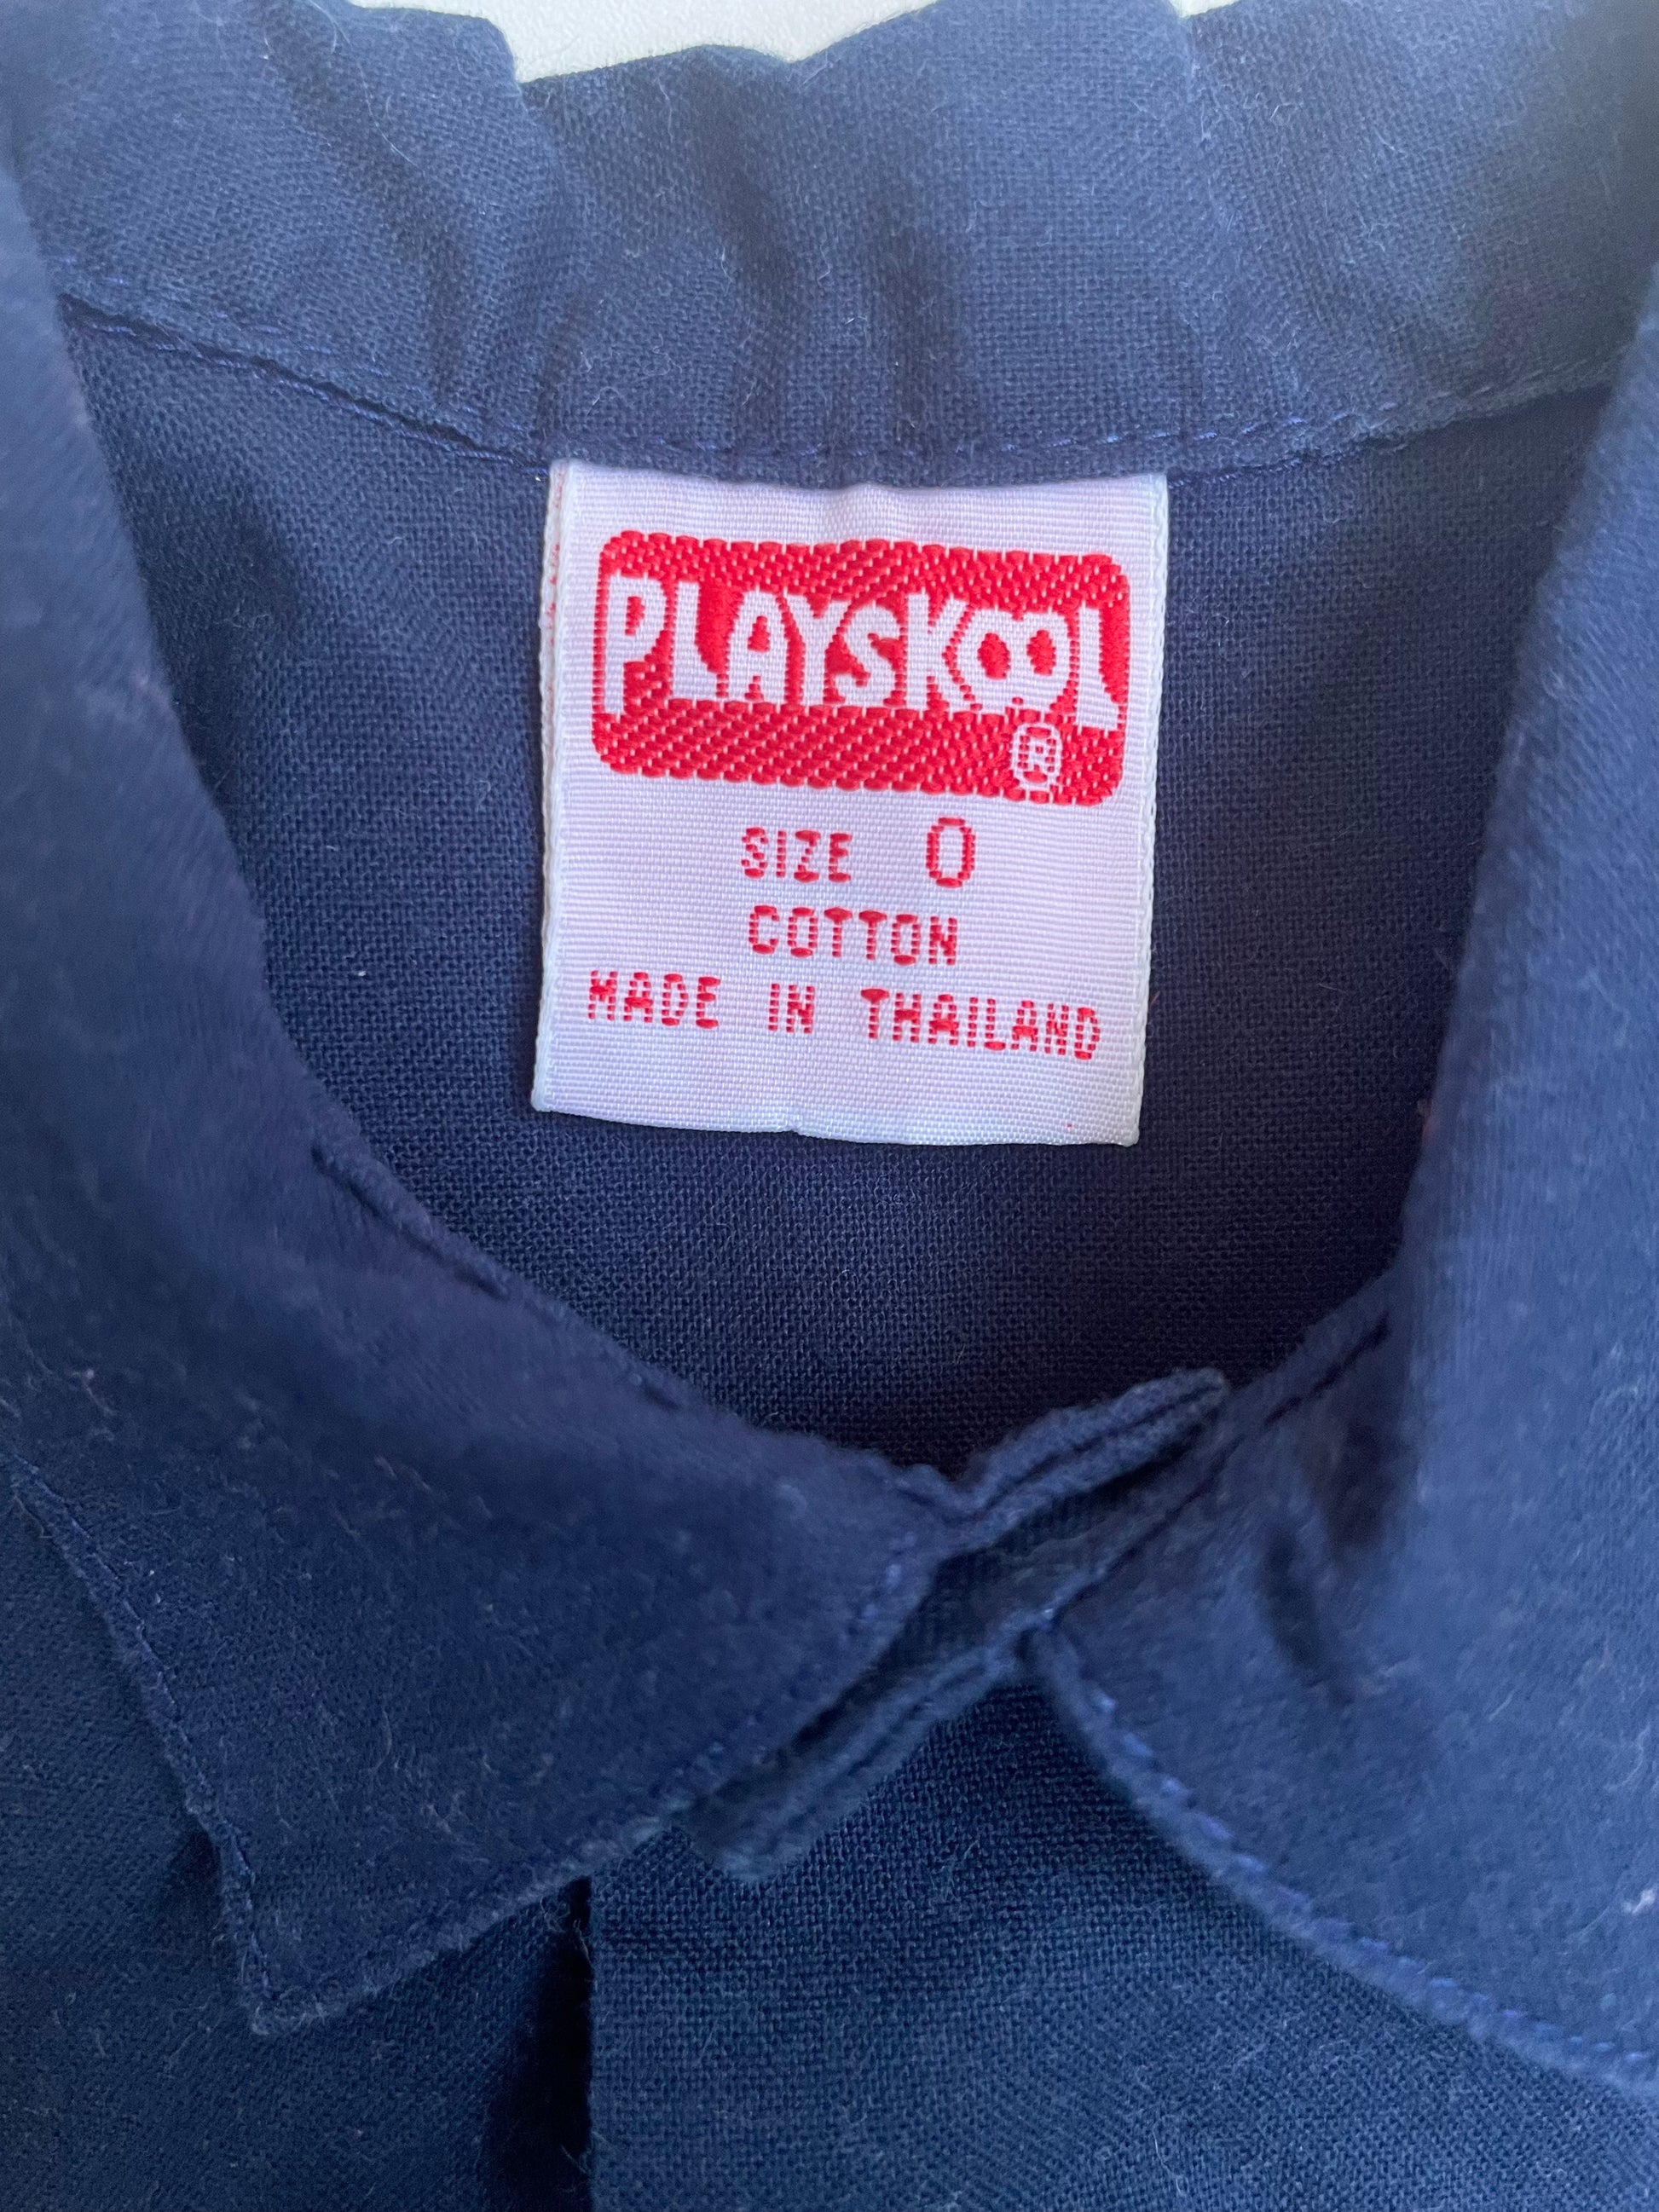 PLAYSKOOL
®
SIZE 0
COTTON
MADE IN THAILAND